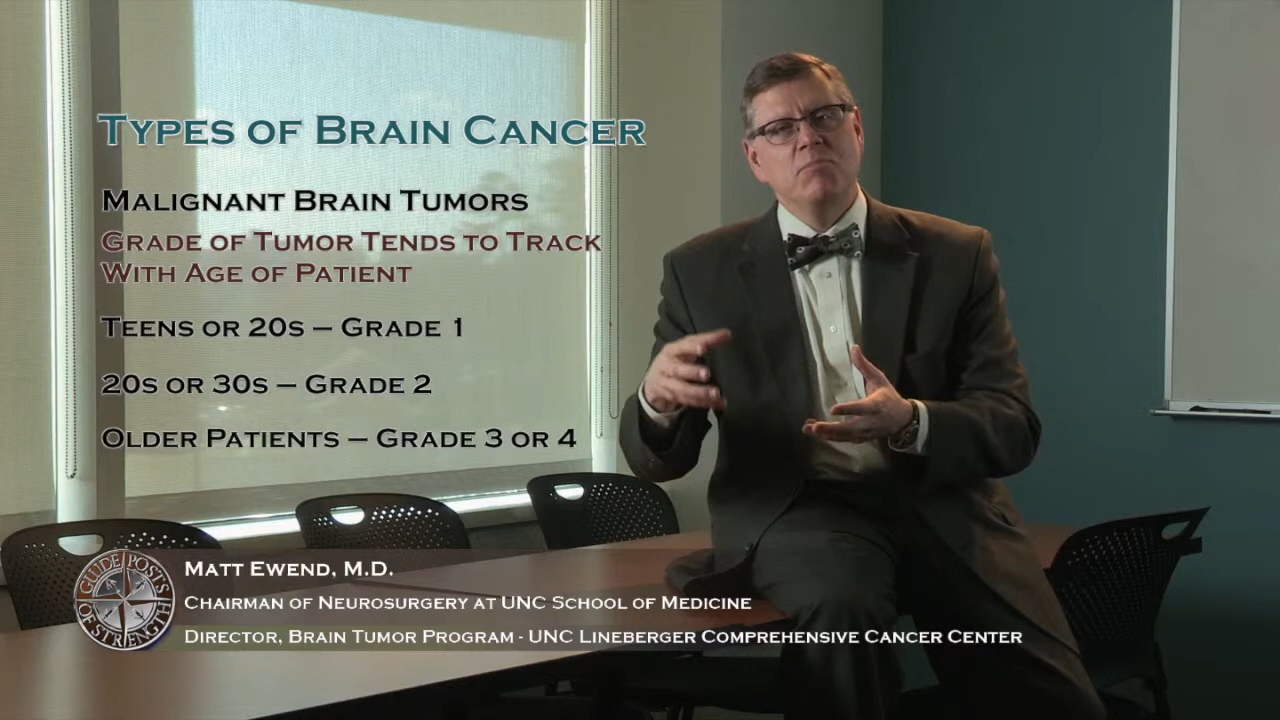 Types of Brain Cancer
Malignant Brain Tumors
Grade of Tumor Tends to Track
With Age of Patient
Teens or 20s – Grade 1
20s or 30s – Grade 2
Older Patients – Grade 3 or 4
Guide Posts
of Strength
Matt Ewend, M.D.
Chairman of Neurosurgery at UNC School of Medicine
Director, Brain Tumor Program - UNC Lineberger Comprehensive Cancer Center